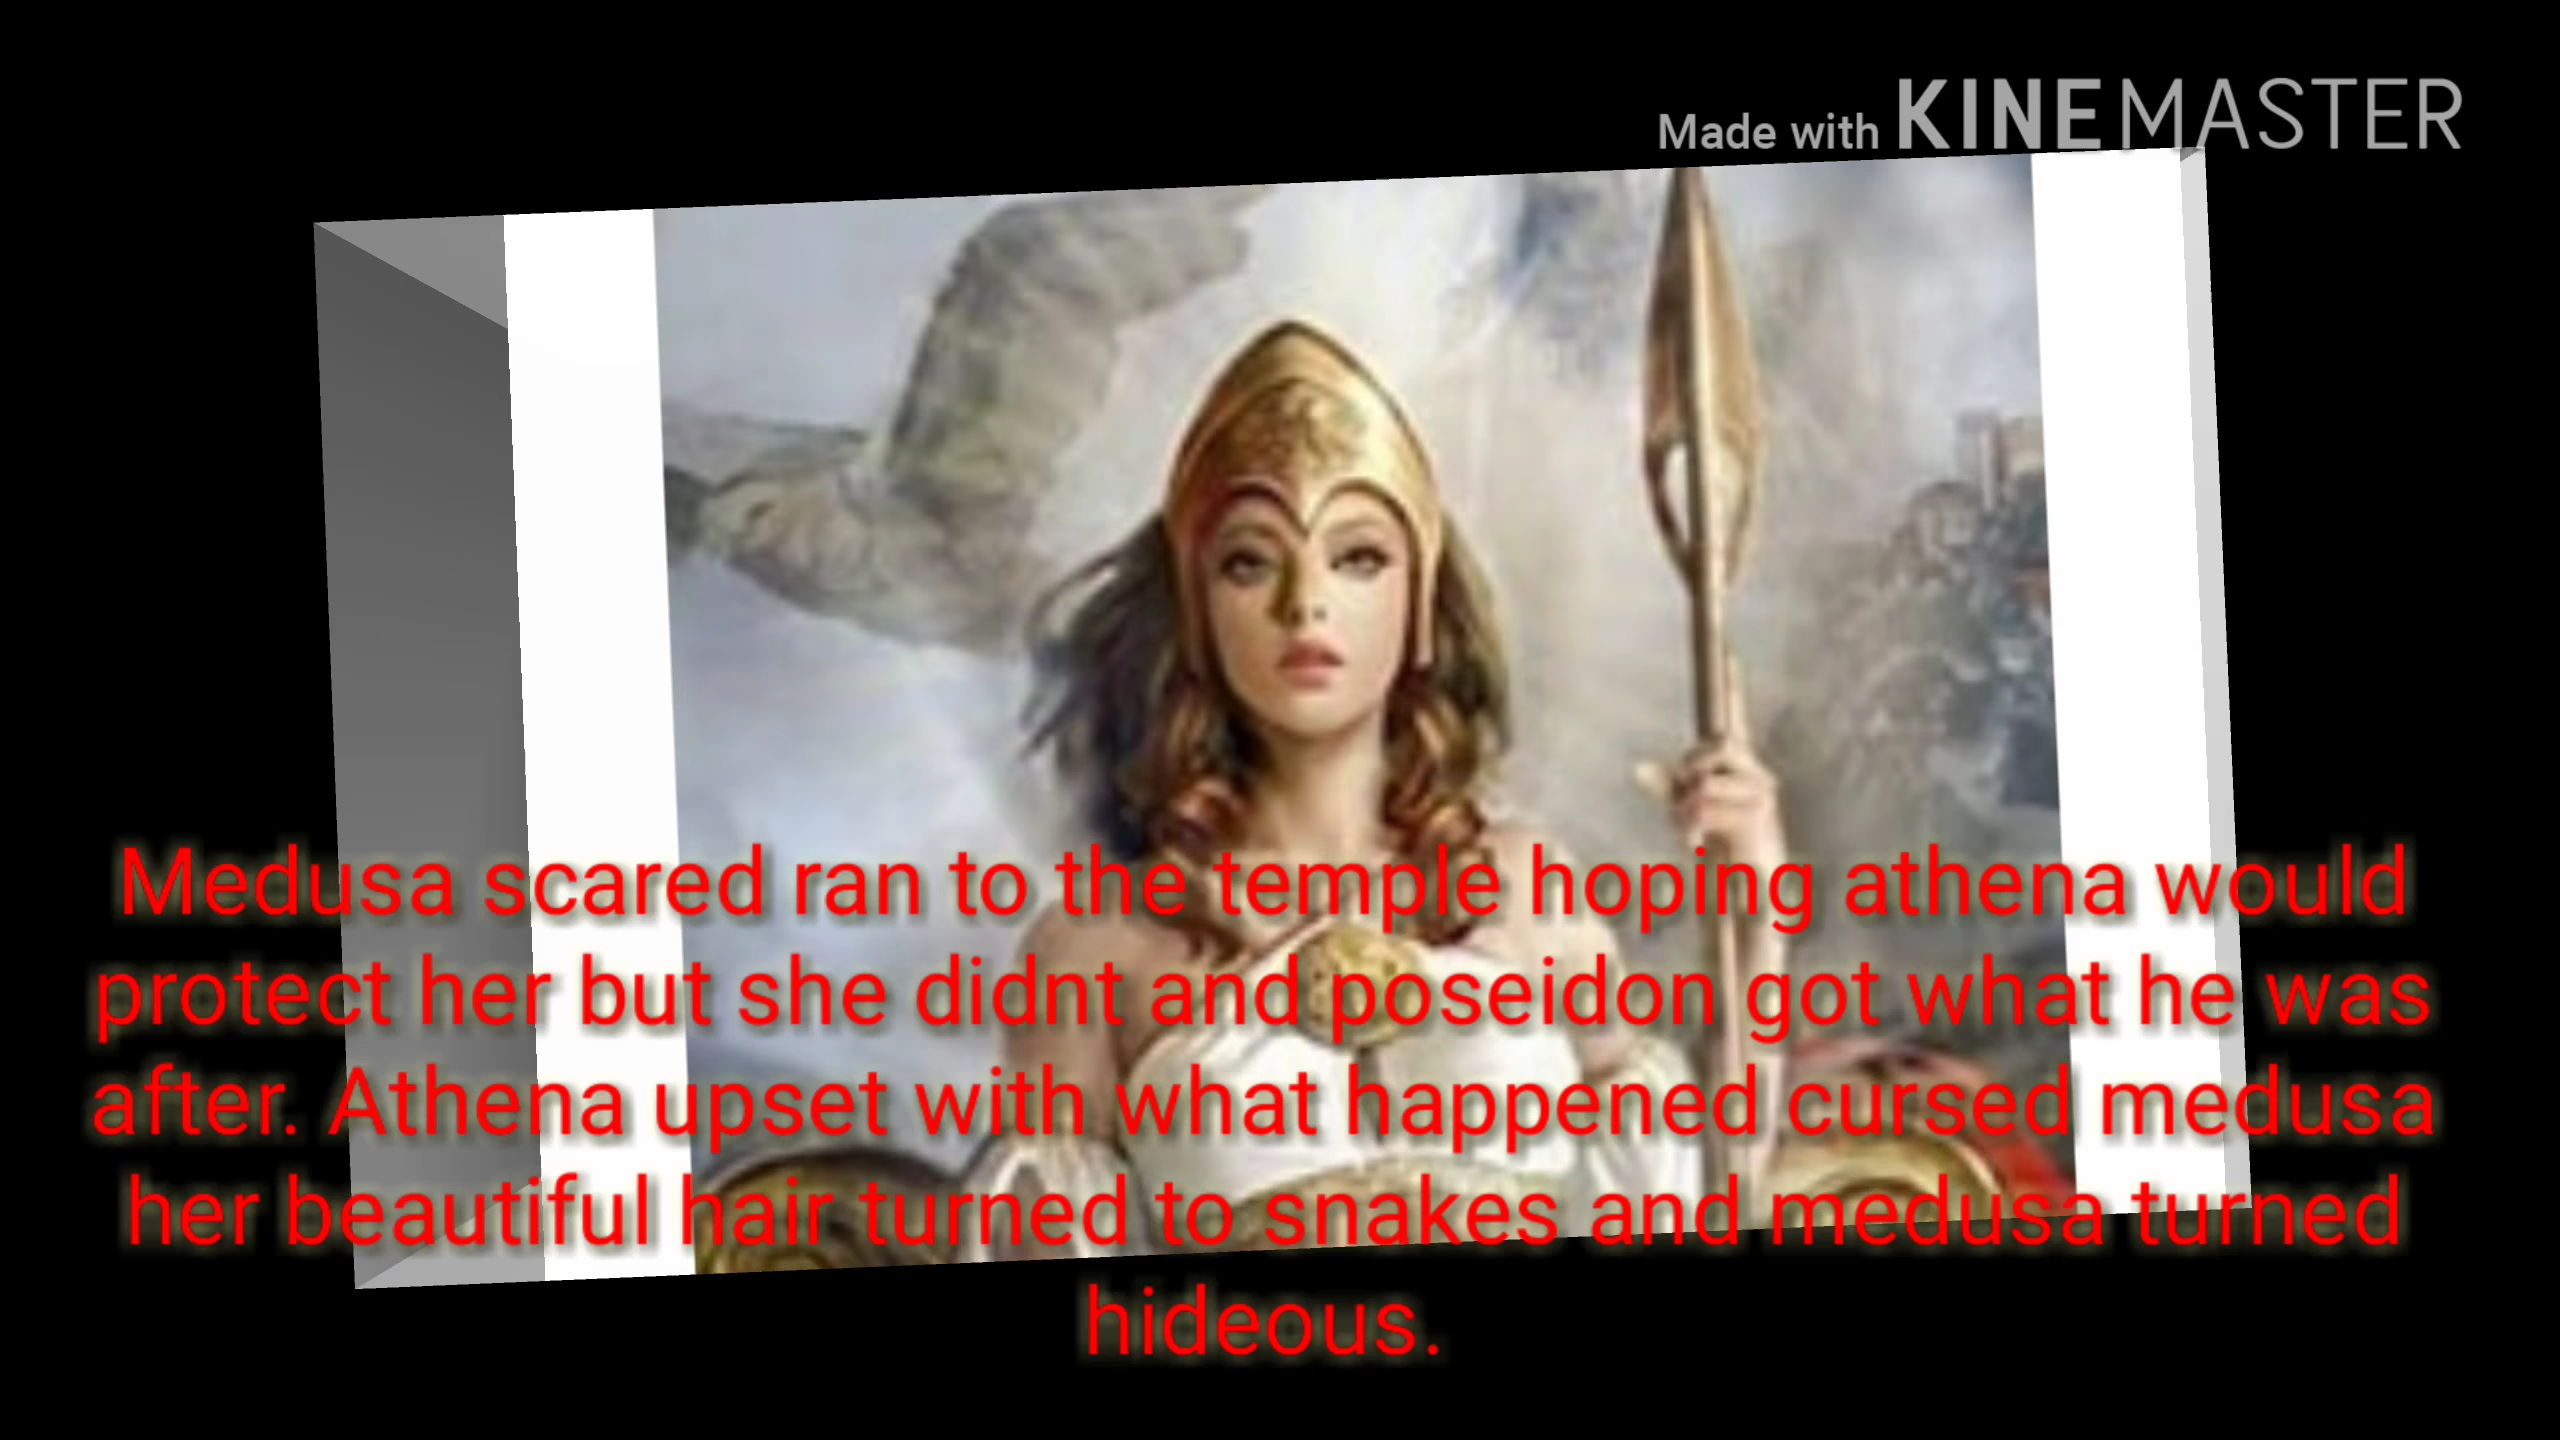 Made with KINEMASTER
Medusa scared ran to the temple hoping athena would
protect her but she didnt and poseidon got what he was
after. Athena upset with what happened cursed medusa
her beautiful hair turned to snakes and medusa turned
hideous.